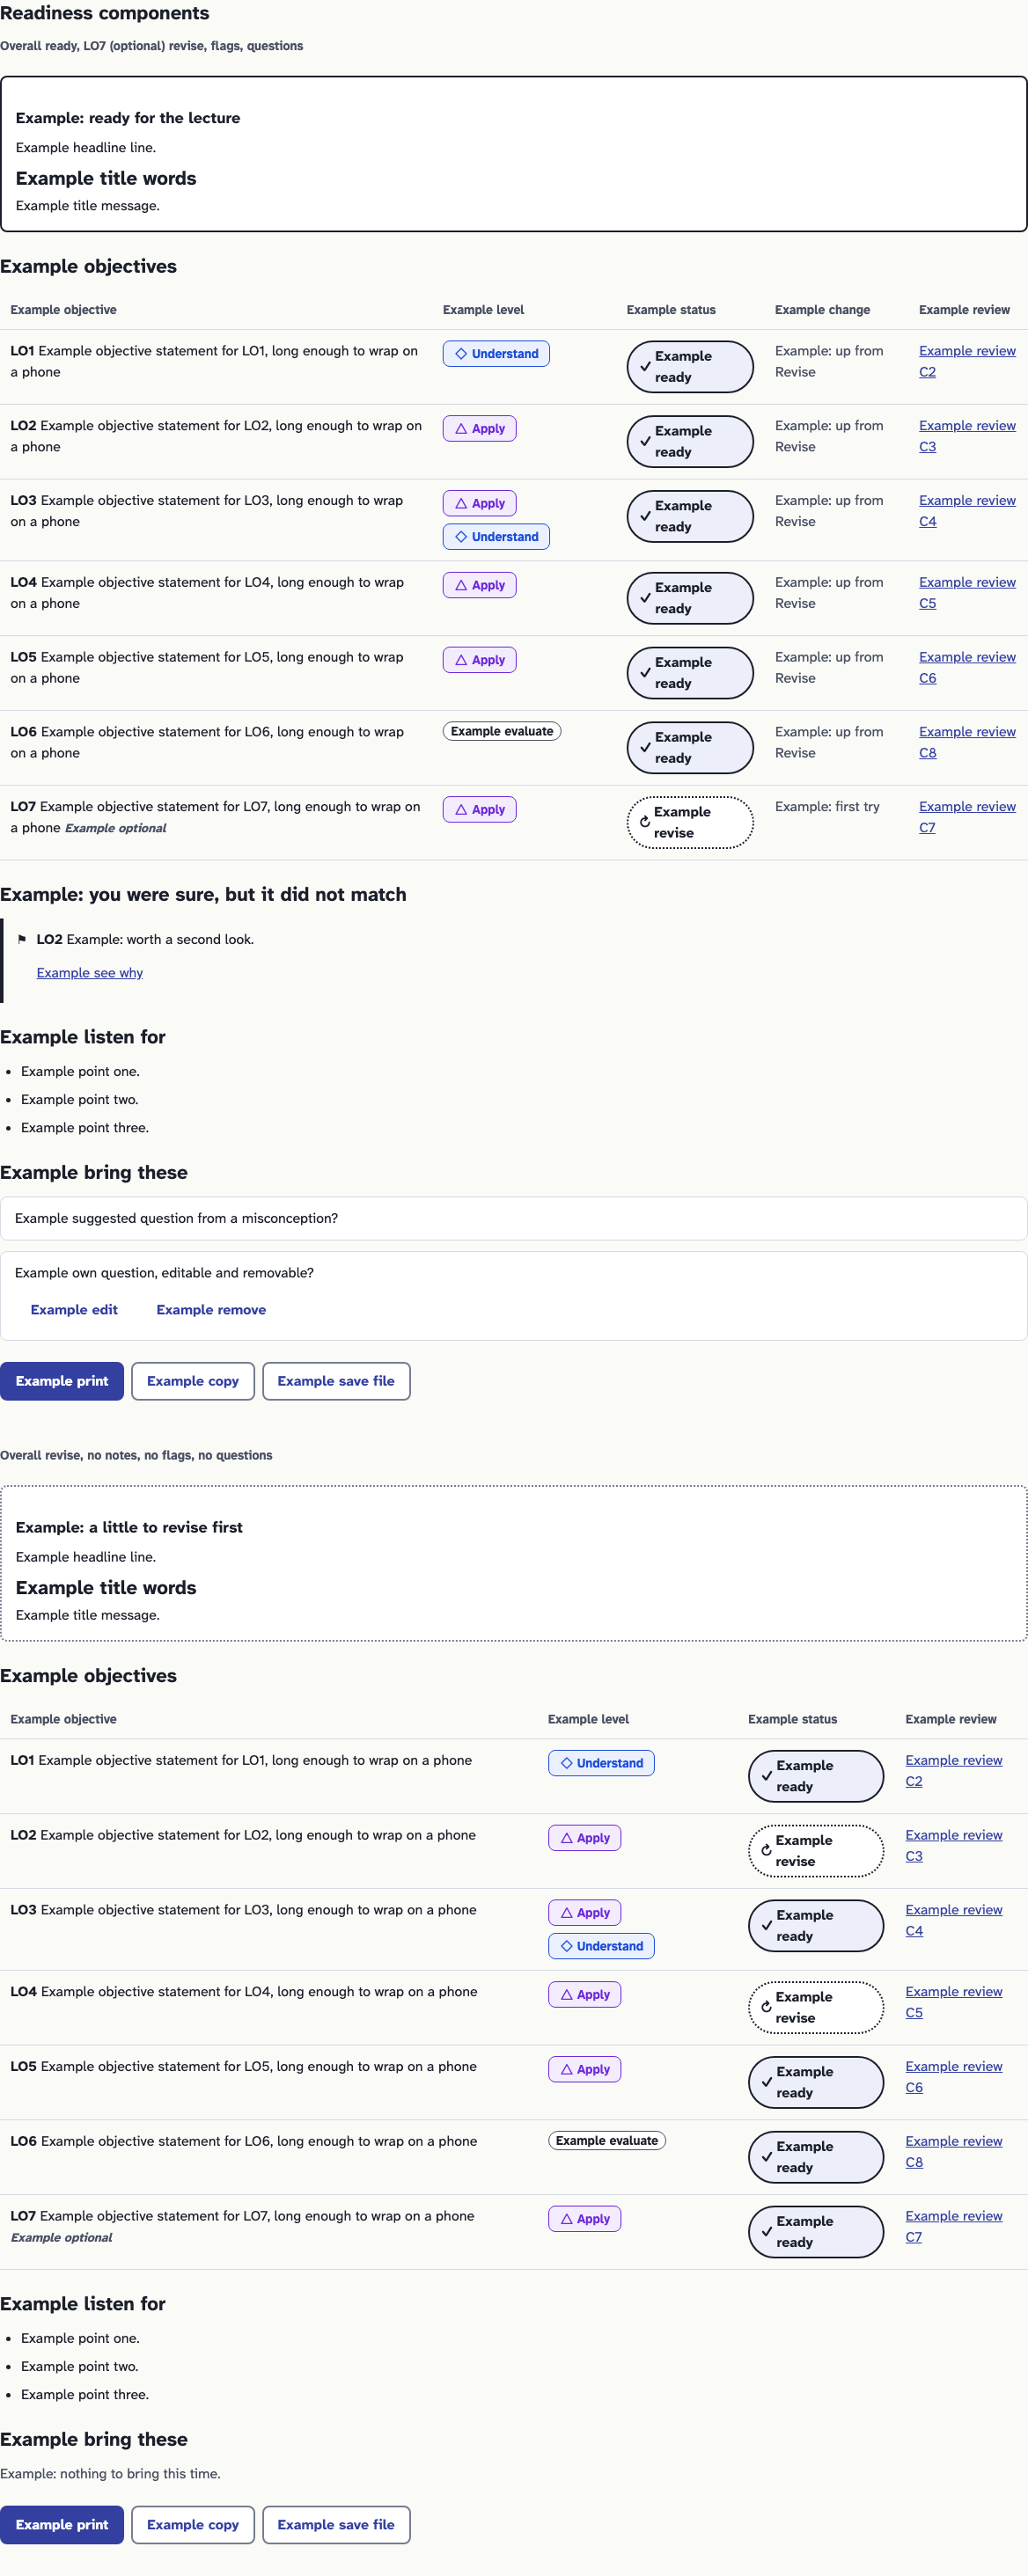 Readiness components
Overall ready, LO7 (optional) revise, flags, questions
Example: ready for the lecture
Example headline line.
Example title words
Example title message.
Example objectives
Example objective Example level Example status Example change Example review
LO1 Example objective statement for LO1, long enough to wrap on a phone Understand Example ready Example: up from Revise Example review C2
LO2 Example objective statement for LO2, long enough to wrap on a phone Apply Example ready Example: up from Revise Example review C3
LO3 Example objective statement for LO3, long enough to wrap on a phone Apply Understand Example ready Example: up from Revise Example review C4
LO4 Example objective statement for LO4, long enough to wrap on a phone Apply Example ready Example: up from Revise Example review C5
LO5 Example objective statement for LO5, long enough to wrap on a phone Apply Example ready Example: up from Revise Example review C6
LO6 Example objective statement for LO6, long enough to wrap on a phone Example evaluate Example ready Example: up from Revise Example review C8
LO7 Example objective statement for LO7, long enough to wrap on a phone Example optional Apply Example revise Example: first try Example review C7
Example: you were sure, but it did not match
LO2 Example: worth a second look.
Example see why
Example listen for
Example point one.
Example point two.
Example point three.
Example bring these
Example suggested question from a misconception?
Example own question, editable and removable?
Example edit Example remove
Example print Example copy Example save file
Overall revise, no notes, no flags, no questions
Example: a little to revise first
Example headline line.
Example title words
Example title message.
Example objectives
Example objective Example level Example status Example review
LO1 Example objective statement for LO1, long enough to wrap on a phone Understand Example ready Example review C2
LO2 Example objective statement for LO2, long enough to wrap on a phone Apply Example revise Example review C3
LO3 Example objective statement for LO3, long enough to wrap on a phone Apply Understand Example ready Example review C4
LO4 Example objective statement for LO4, long enough to wrap on a phone Apply Example revise Example review C5
LO5 Example objective statement for LO5, long enough to wrap on a phone Apply Example ready Example review C6
LO6 Example objective statement for LO6, long enough to wrap on a phone Example evaluate Example ready Example review C8
LO7 Example objective statement for LO7, long enough to wrap on a phone Example optional Apply Example ready Example review C7
Example listen for
Example point one.
Example point two.
Example point three.
Example bring these
Example: nothing to bring this time.
Example print Example copy Example save file